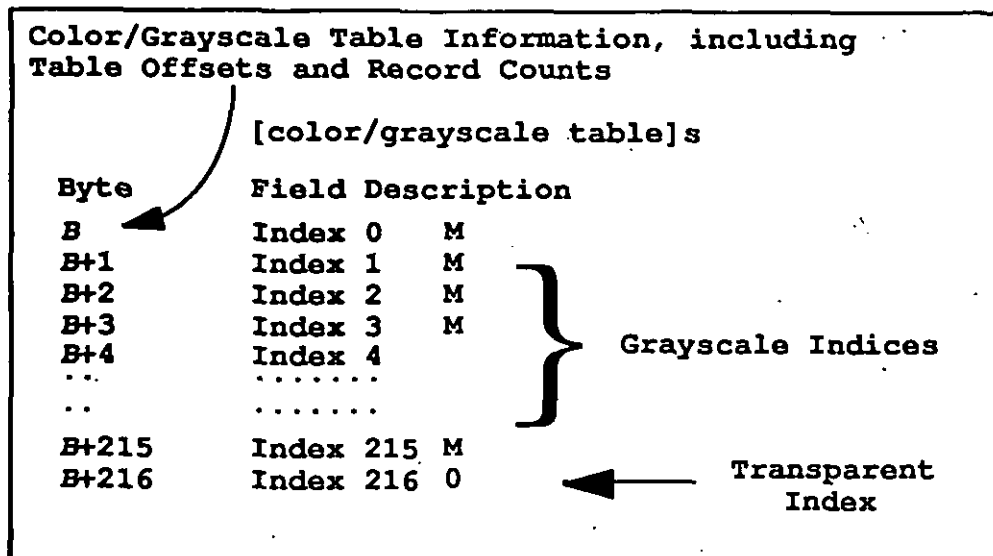 Color/Grayscale Table Information, including
Table Offsets and Record Counts
[color/grayscale table]s
Byte Field Description
B Index 0 M
B+1 Index 1 M
B+2 Index 2 M
B+3 Index 3 M
B+4 Index 4
.. .......
.. .......
Grayscale Indices
B+215 Index 215 M
B+216 Index 216 O
Transparent
Index